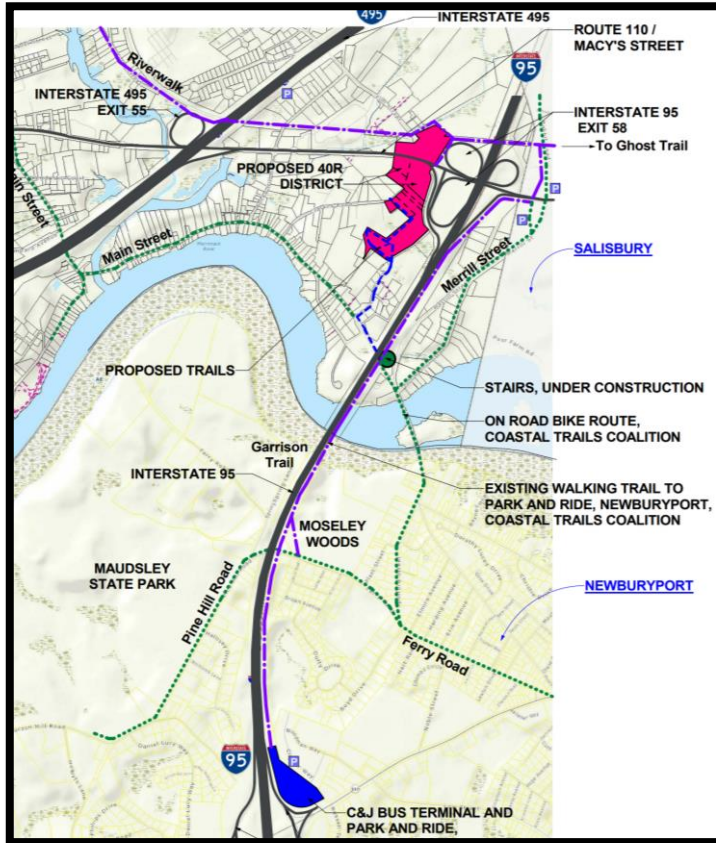 495
INTERSTATE 495
ROUTE 110 /
MACY'S STREET
Riverwalk
95
INTERSTATE 495
EXIT 55
P
INTERSTATE 95
EXIT 58
To Ghost Trail
PROPOSED 40R
DISTRICT
Main Street
P
P
Main Street
Merrill Street
SALISBURY
PROPOSED TRAILS
STAIRS, UNDER CONSTRUCTION
ON ROAD BIKE ROUTE,
COASTAL TRAILS COALITION
Garrison
Trail
INTERSTATE 95
EXISTING WALKING TRAIL TO
PARK AND RIDE, NEWBURYPORT,
COASTAL TRAILS COALITION
MOSELEY
WOODS
MAUDSLEY
STATE PARK
Pine Hill Road
NEWBURYPORT
Ferry Road
95
P
C&J BUS TERMINAL AND
PARK AND RIDE,